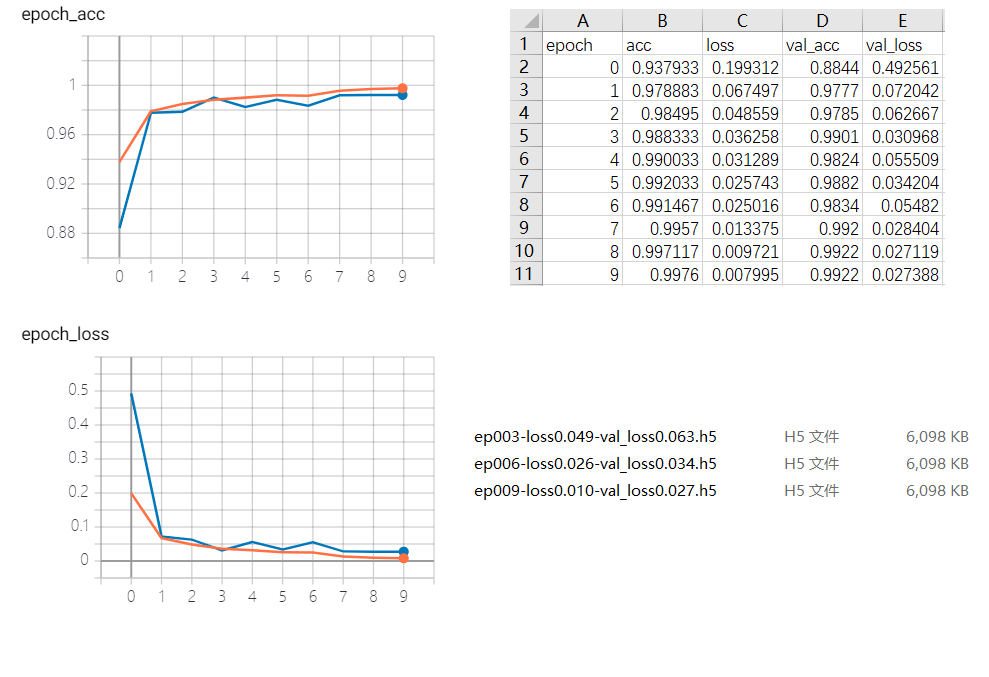 epoch_acc
1
0.96
0.92
0.88
0 1 2 3 4 5 6 7 8 9
A B C D E
1 epoch acc loss val_acc val_loss
2 0 0.937933 0.199312 0.8844 0.492561
3 1 0.978883 0.067497 0.9777 0.072042
4 2 0.98495 0.048559 0.9785 0.062667
5 3 0.988333 0.036258 0.9901 0.030968
6 4 0.990033 0.031289 0.9824 0.055509
7 5 0.992033 0.025743 0.9882 0.034204
8 6 0.991467 0.025016 0.9834 0.05482
9 7 0.9957 0.013375 0.992 0.028404
10 8 0.997117 0.009721 0.9922 0.027119
11 9 0.9976 0.007995 0.9922 0.027388
epoch_loss
0.5
0.4
0.3
0.2
0.1
0
0 1 2 3 4 5 6 7 8 9
ep003-loss0.049-val_loss0.063.h5 H5 文件 6,098 KB
ep006-loss0.026-val_loss0.034.h5 H5 文件 6,098 KB
ep009-loss0.010-val_loss0.027.h5 H5 文件 6,098 KB